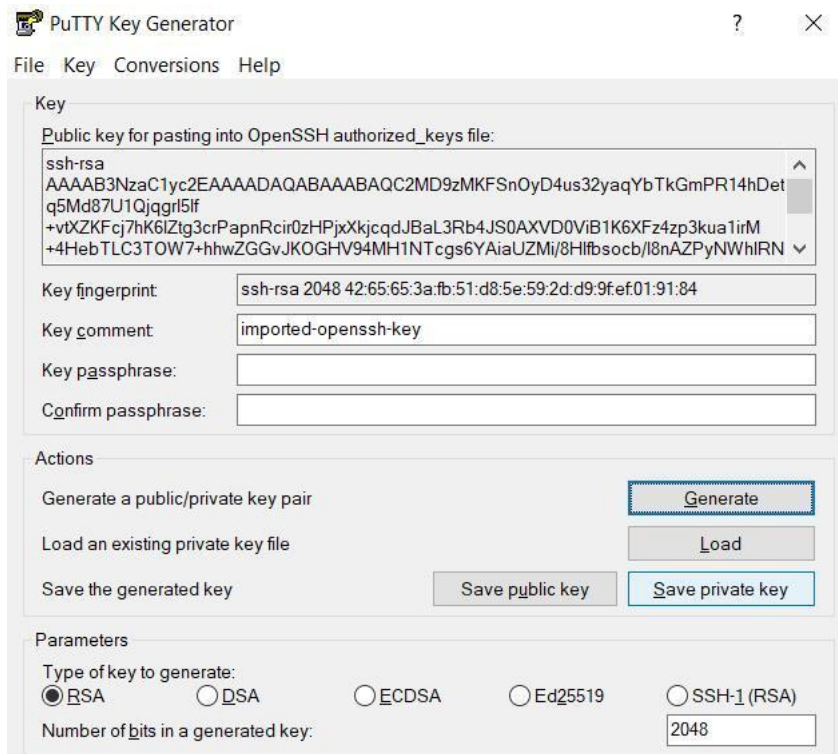 PuTTY Key Generator
?
File Key Conversions Help
Key
Public key for pasting into OpenSSH authorized_keys file:
ssh-rsa
AAAAB3NzaC1yc2EAAAADAQABAAABAQC2MD9zMKFSnOyD4us32yaqYbTkGmPR14hDet
q5Md87U1Qjqgrl5lf
+vtXZKFcj7hK6lZtg3crPapnRcir0zHPjxXkjcqdJBaL3Rb4JS0AXVD0ViB1K6XFz4zp3kua1irM
+4HebTLC3TOW7+hhwZGGvJKOGHV94MH1NTcgs6YAiaUZMi/8Hlfbsocb/I8nAZPyNWhlRN
Key fingerprint:
ssh-rsa 2048 42:65:65:3a:fb:51:d8:5e:59:2d:d9:9f:ef:01:91:84
Key comment:
imported-openssh-key
Key passphrase:
Confirm passphrase:
Actions
Generate a public/private key pair
Generate
Load an existing private key file
Load
Save the generated key
Save public key
Save private key
Parameters
Type of key to generate:
RSA DSA ECDSA Ed25519 SSH-1 (RSA)
Number of bits in a generated key:
2048